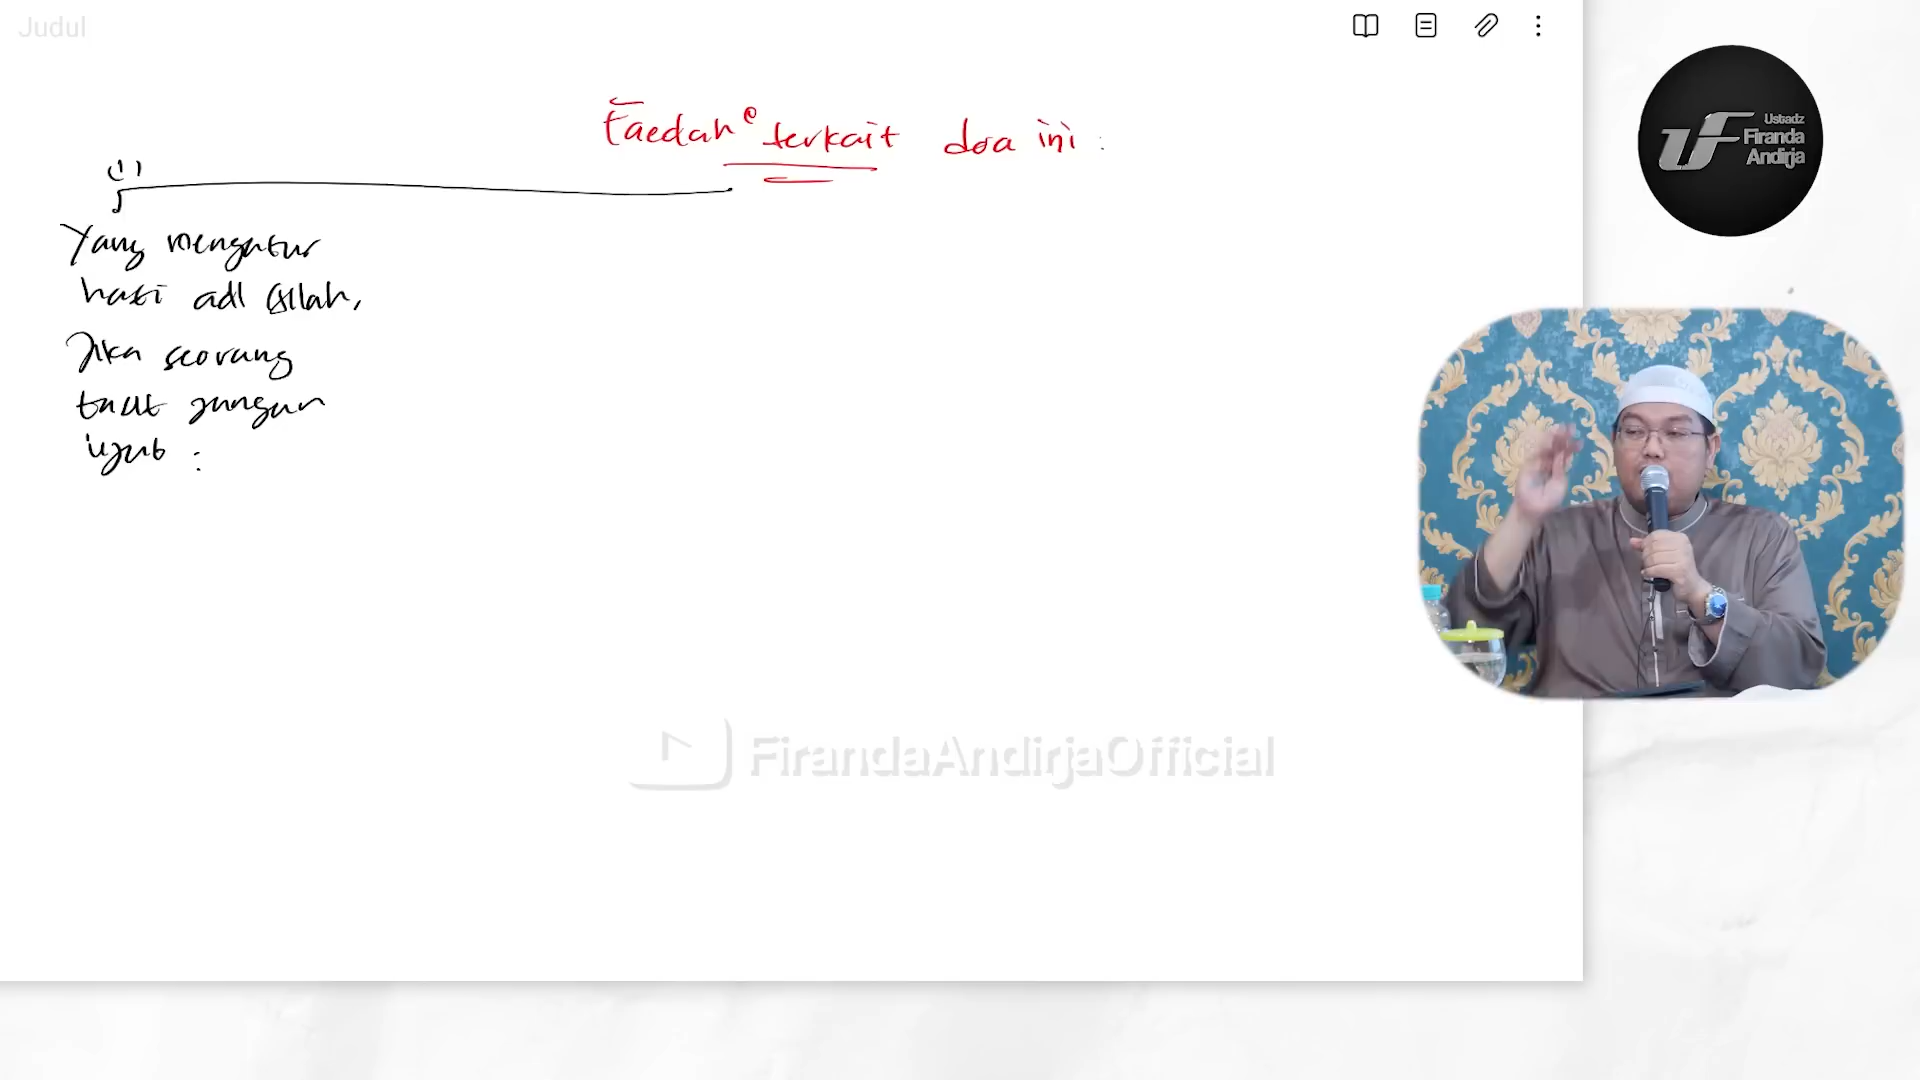 Judul
Faedah² terkait doa ini :
(1)
Yang mengatur
hati adl Allah,
Jika seorang
taat jangan
ujub :
Ustadz
Firanda
Andirja
FirandaAndirjaOfficial